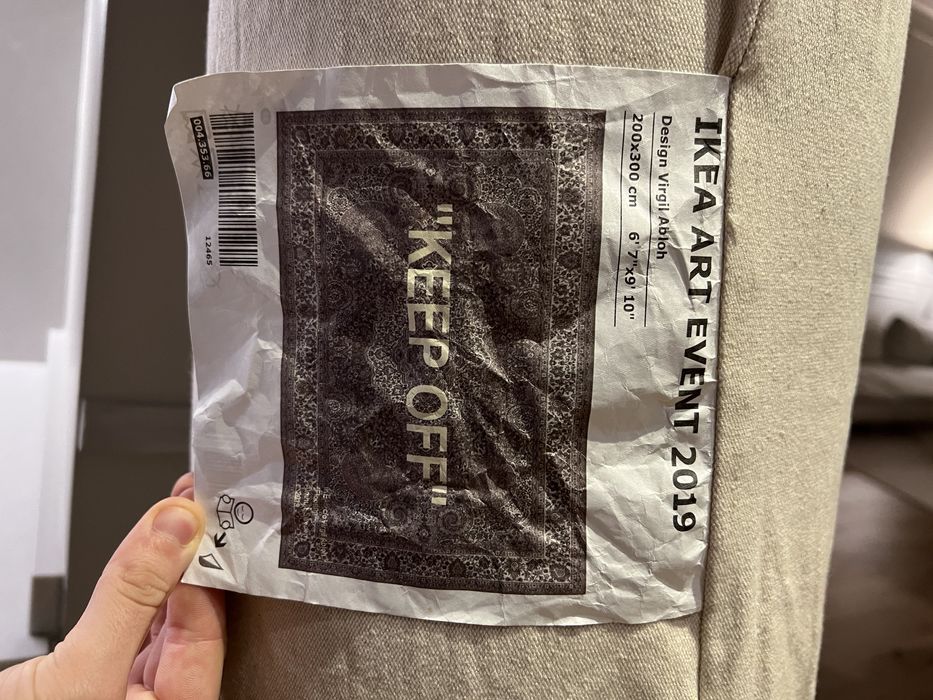 IKEA ART EVENT 2019
Design Virgil Abloh
200x300 cm 6' 7"x9' 10"
"KEEP OFF"
004.353.66
12465